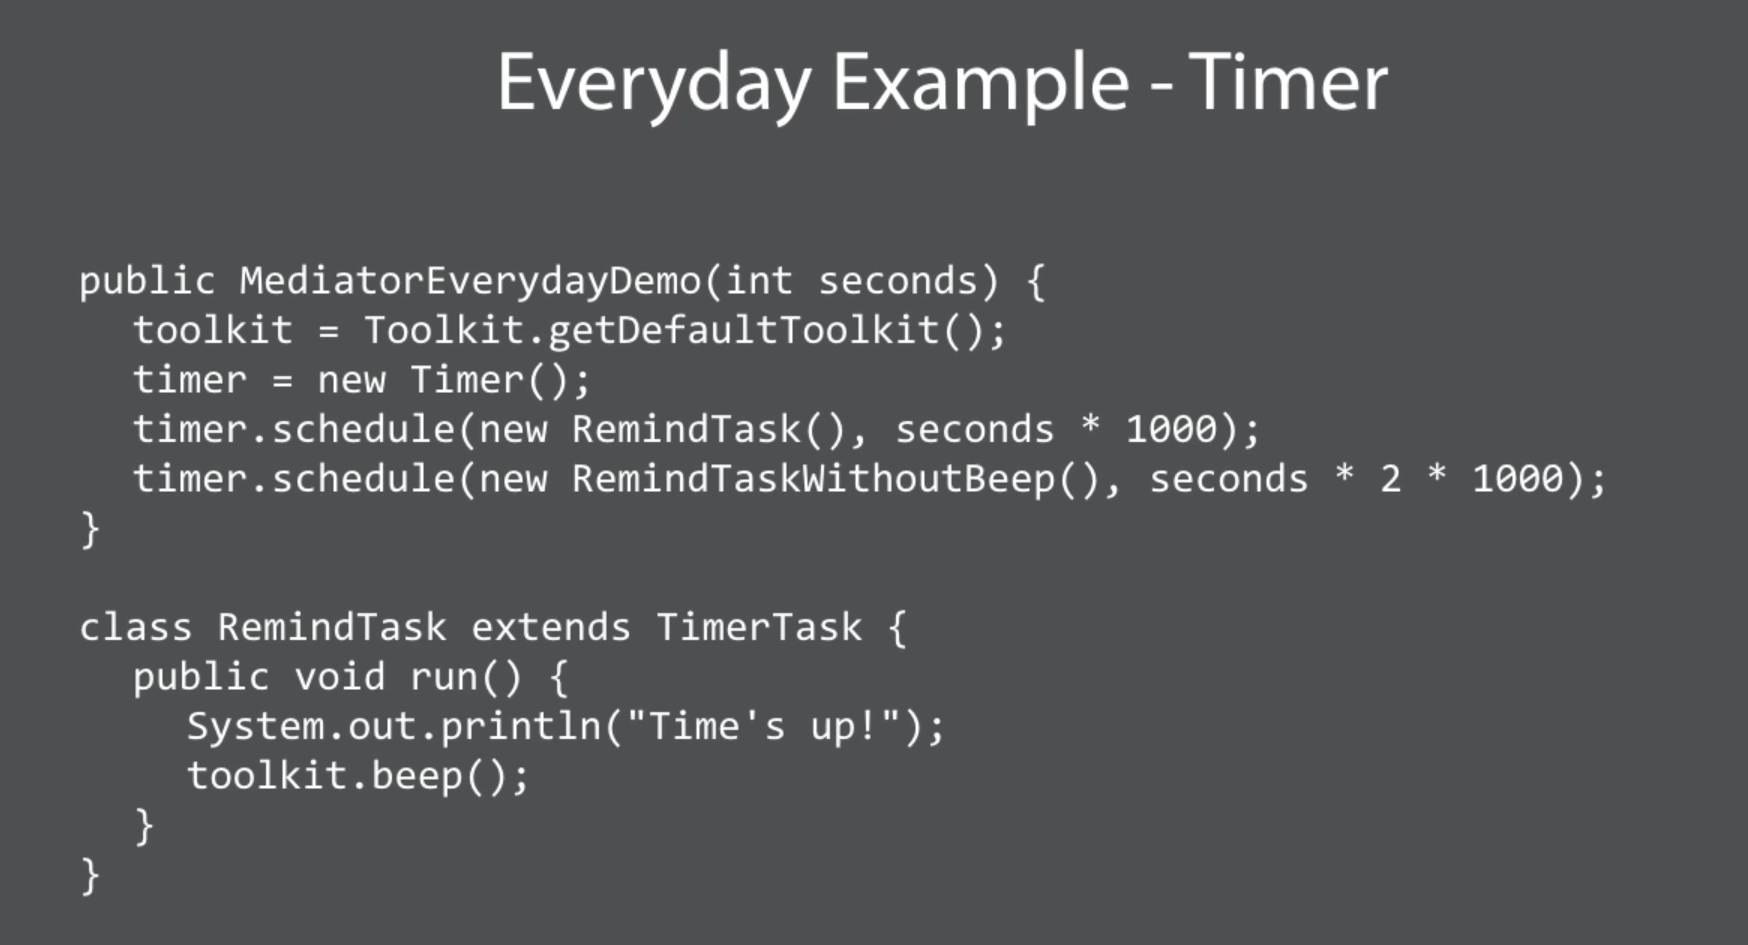 Everyday Example - Timer
public MediatorEverydayDemo(int seconds) {
toolkit = Toolkit.getDefaultToolkit();
timer = new Timer();
timer.schedule(new RemindTask(), seconds * 1000);
timer.schedule(new RemindTaskWithoutBeep(), seconds * 2 * 1000);
}
class RemindTask extends TimerTask {
public void run() {
System.out.println("Time's up!");
toolkit.beep();
}
}